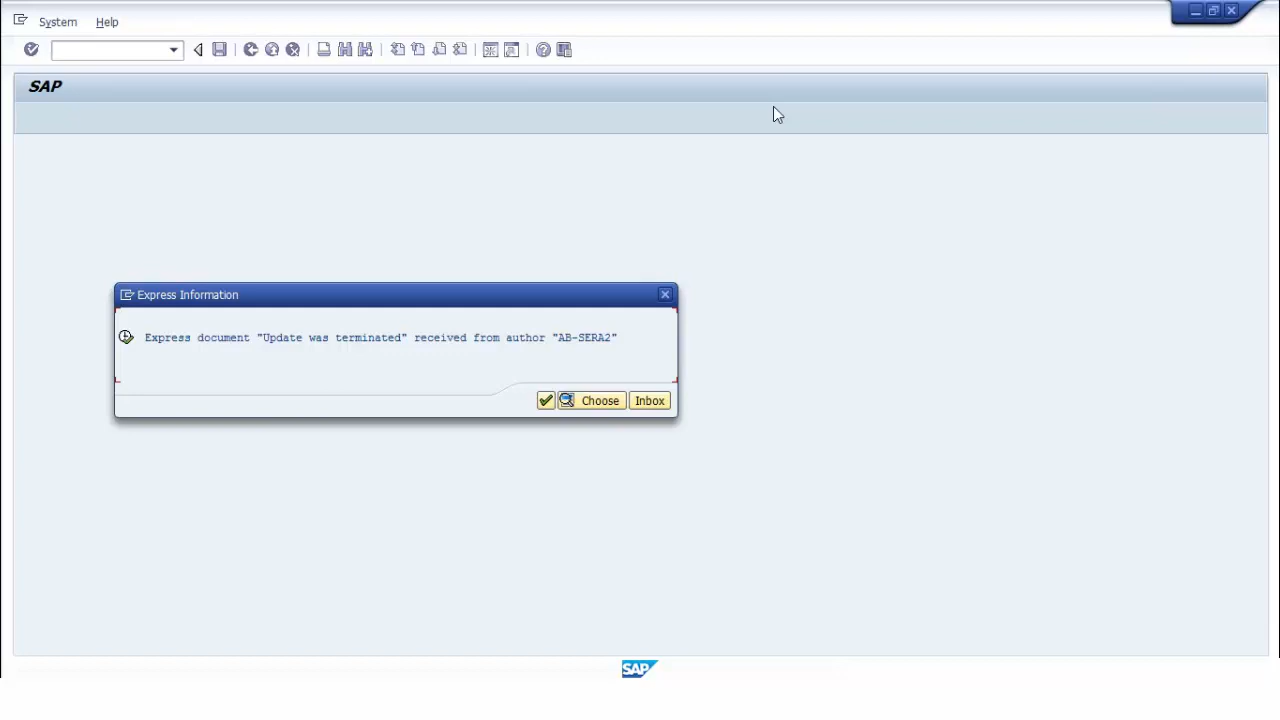 System Help
SAP
Express Information
Express document "Update was terminated" received from author "AB-SERA2"
Choose Inbox
SAP